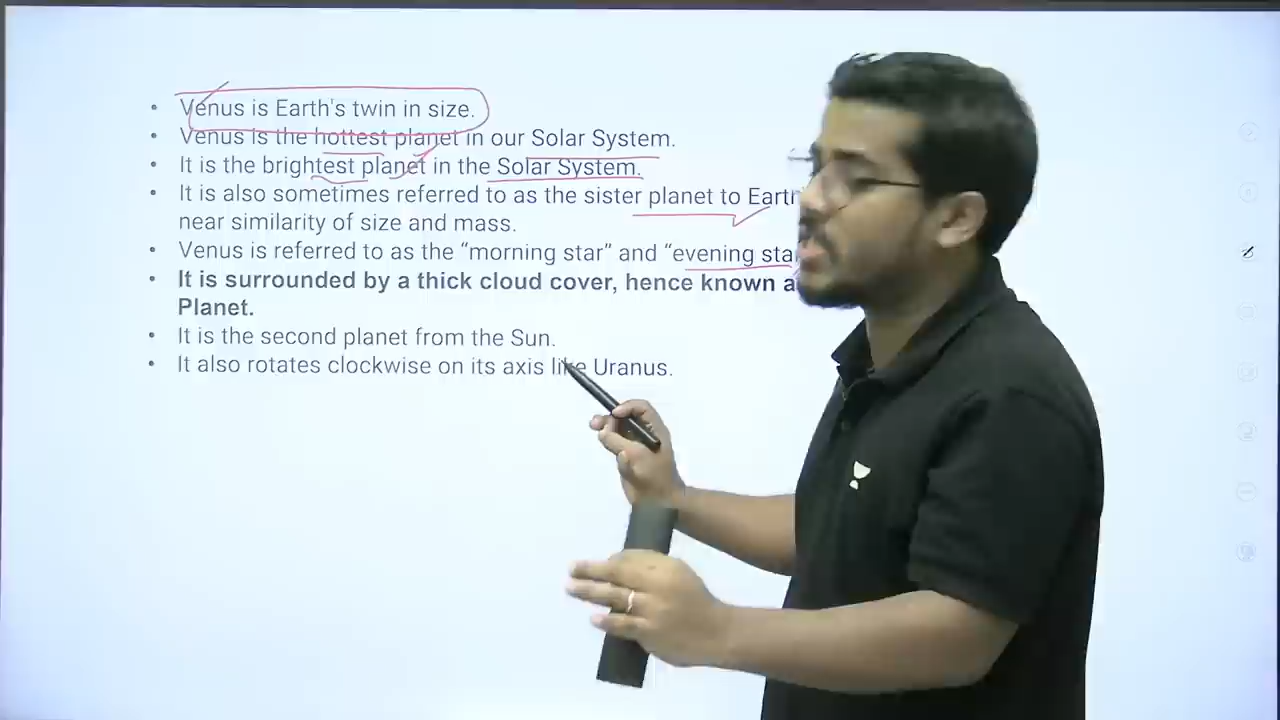 • Venus is Earth's twin in size.
• Venus is the hottest planet in our Solar System.
• It is the brightest planet in the Solar System.
• It is also sometimes referred to as the sister planet to
near similarity of size and mass.
• Venus is referred to as the “morning star” and “evening
• It is surrounded by a thick cloud cover, hence known
Planet.
• It is the second planet from the Sun.
• It also rotates clockwise on its axis like Uranus.